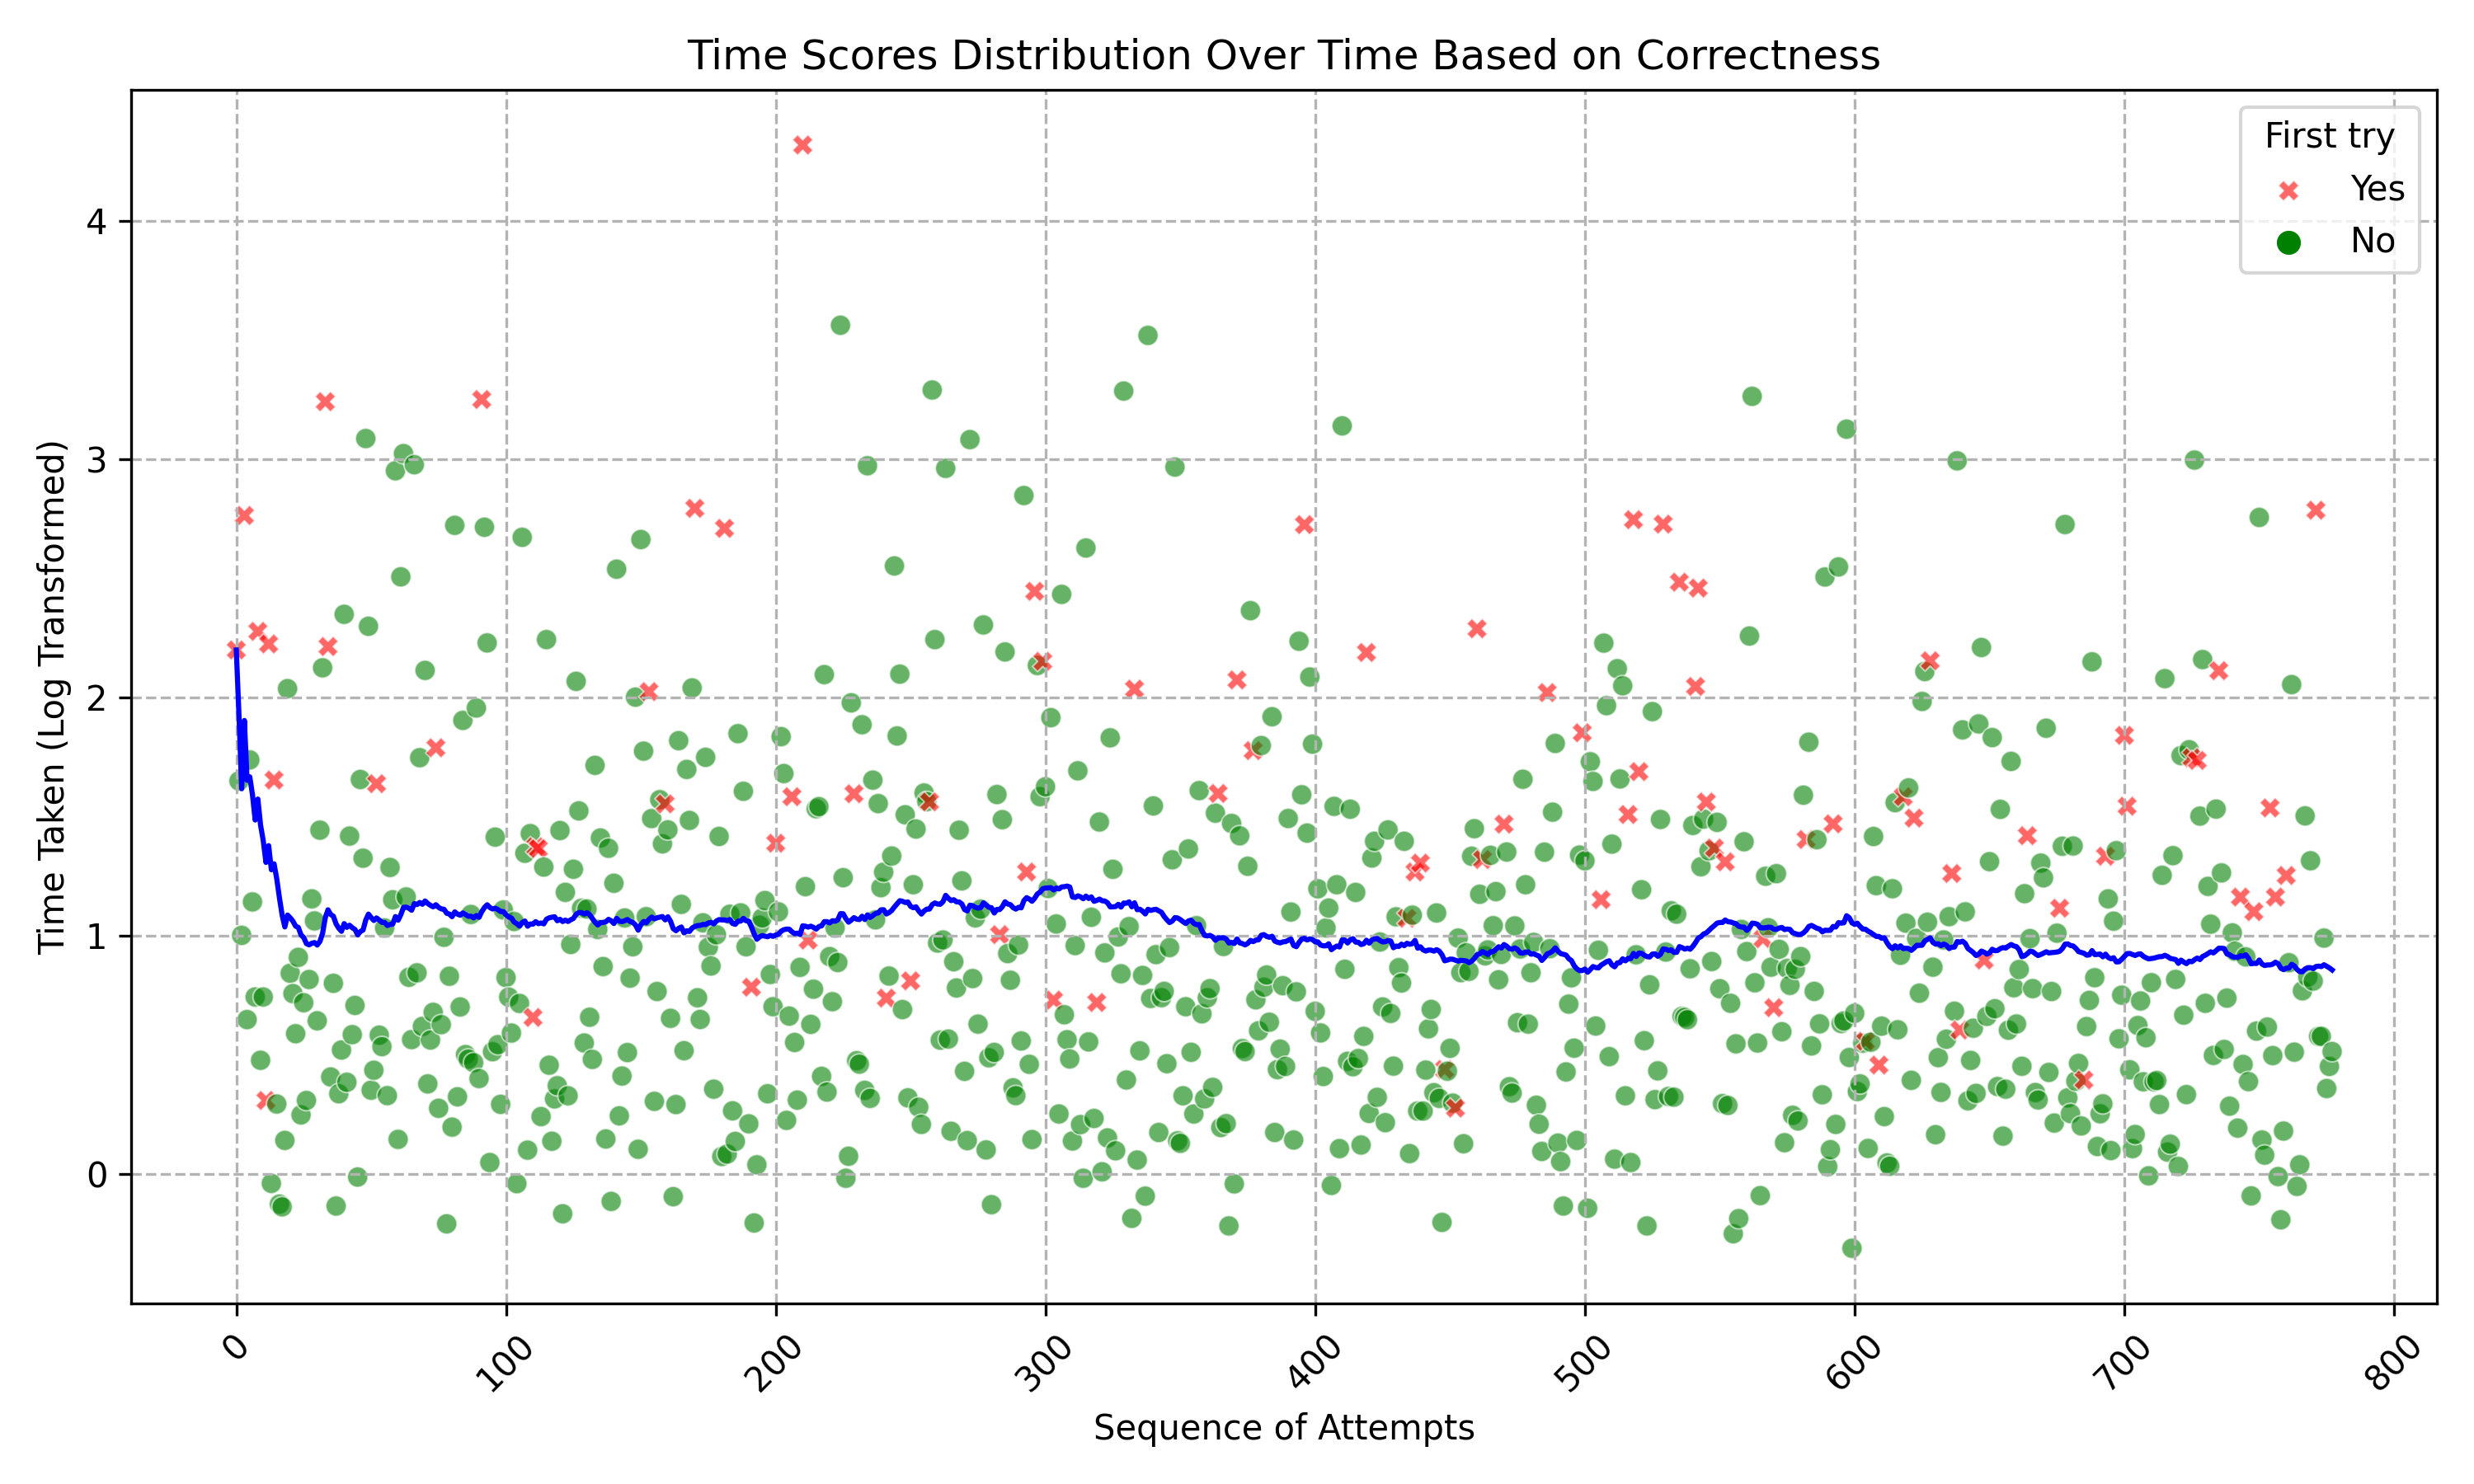 Time Scores Distribution Over Time Based on Correctness
First try
Yes
No
Time Taken (Log Transformed)
4
3
2
1
0
0
100
200
300
400
500
600
700
800
Sequence of Attempts